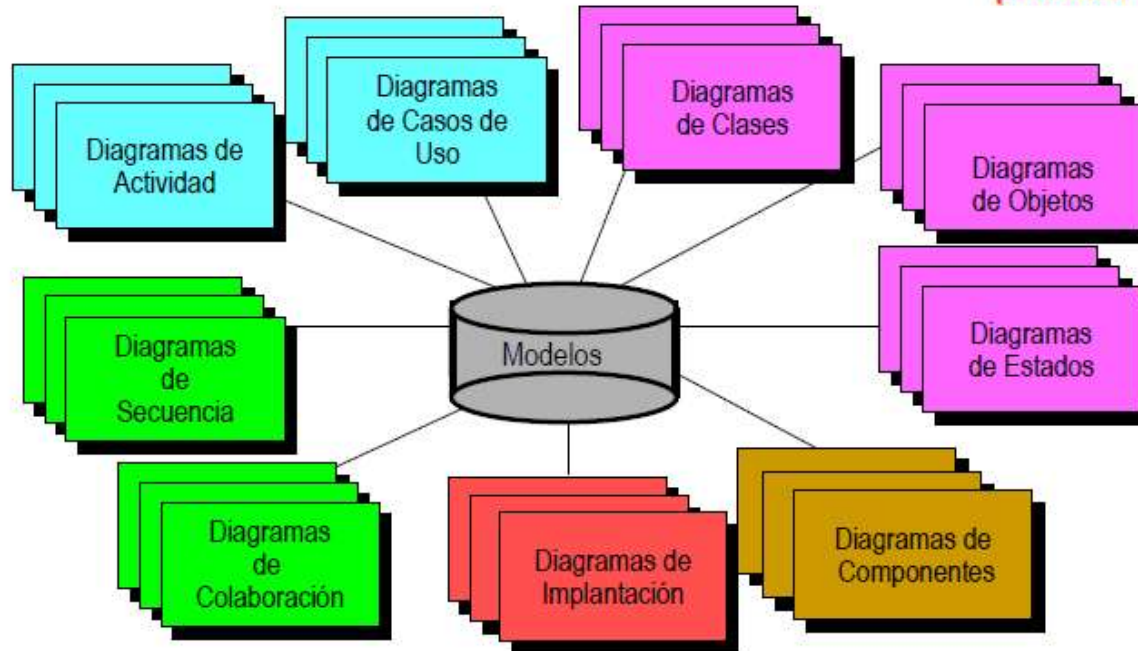 Diagramas de
Actividad
Diagramas
de Casos de
Uso
Diagramas
de Clases
Diagramas
de Objetos
Diagramas
de
Secuencia
Modelos
Diagramas
de Estados
Diagramas
de
Colaboración
Diagramas de
Implantación
Diagramas de
Componentes